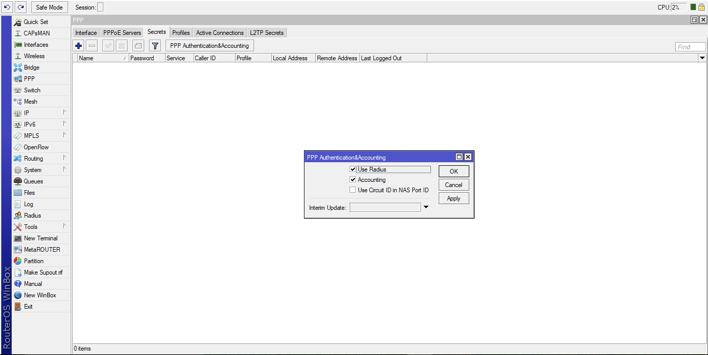 Safe Mode Session: CPU:2%
PPP
Quick Set
CAPsMAN
Interfaces
Wireless
Bridge
PPP
Switch
Mesh
IP
IPv6
MPLS
OpenFlow
Routing
System
Queues
Files
Log
Radius
Tools
New Terminal
MetaROUTER
Partition
Make Supout.rif
Manual
New WinBox
Exit
RouterOS WinBox
Interface PPPoE Servers Secrets Profiles Active Connections L2TP Secrets
PPP Authentication&Accounting Find
Name Password Service Caller ID Profile Local Address Remote Address Last Logged Out
PPP Authentication&Accounting
Use Radius OK
Accounting Cancel
Use Circuit ID in NAS Port ID
Apply
Interim Update:
0 items